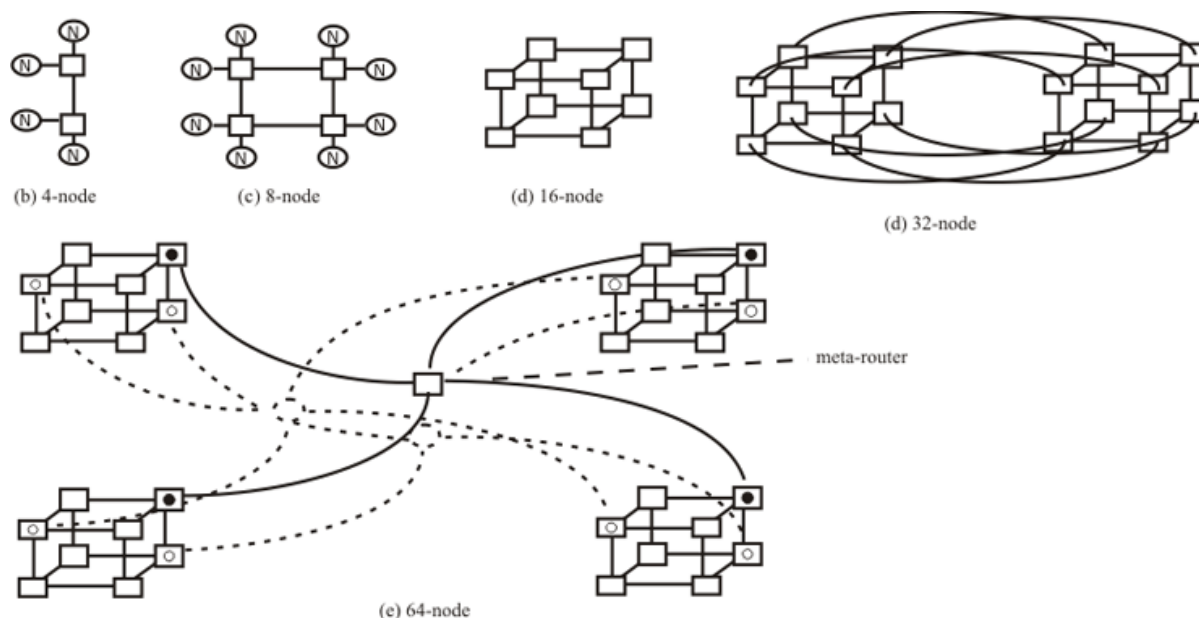 N
N
N
N
(b) 4-node
N
N
N
N
N
N
N
N
(c) 8-node
(d) 16-node
(d) 32-node
meta-router
(e) 64-node